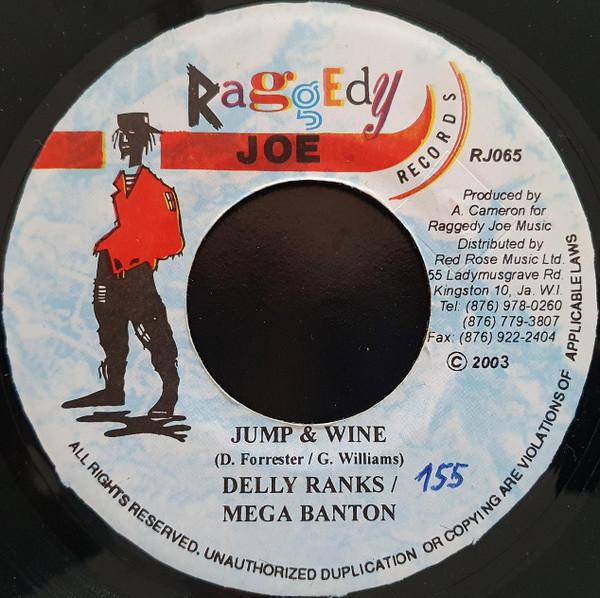 RaggEdy
JOE
RECORDS
RJ065
Produced by
A. Cameron for
Raggedy Joe Music
Distributed by
Red Rose Music Ltd.
55 Ladymusgrave Rd.
Kingston 10, Ja. W.I.
Tel: (876) 978-0260
(876) 779-3807
Fax: (876) 922-2404
© 2003
JUMP & WINE
(D. Forrester / G. Williams)
DELLY RANKS /
MEGA BANTON
155
ALL RIGHTS RESERVED. UNAUTHORIZED DUPLICATION OR COPYING ARE VIOLATIONS OF APPLICABLE LAWS